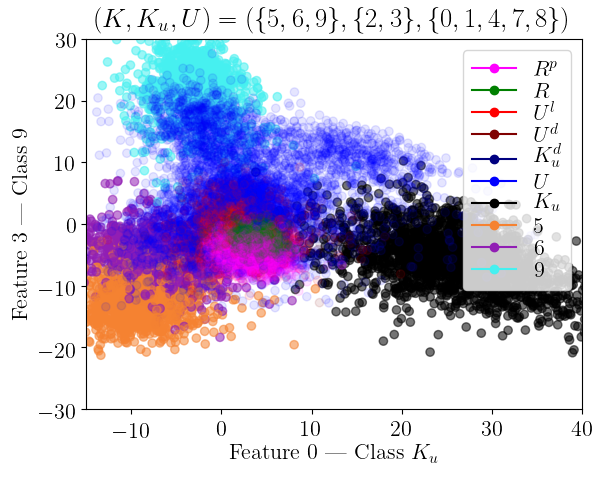 (K, K_u, U) = ({5, 6, 9}, {2, 3}, {0, 1, 4, 7, 8})
30
20
10
0
−10
−20
−30
Feature 3 — Class 9
R^p
R
U^l
U^d
K_u^d
U
K_u
5
6
9
−10
0
10
20
30
40
Feature 0 — Class K_u